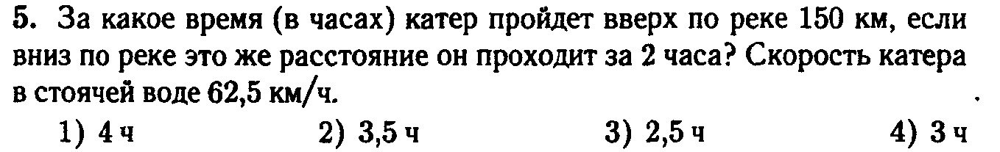 5. За какое время (в часах) катер пройдет вверх по реке 150 км, если
вниз по реке это же расстояние он проходит за 2 часа? Скорость катера
в стоячей воде 62,5 км/ч.
1) 4 ч 2) 3,5 ч 3) 2,5 ч 4) 3 ч